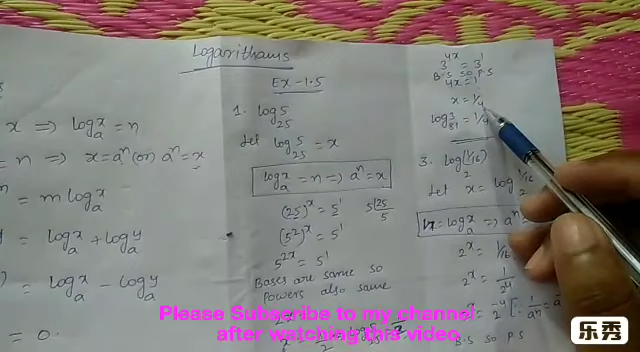 Logarithams
Ex-1.5
x ⇒ log_a^x = n
= n ⇒ x = a^n (or) a^n = x
= m log_a^x
= log_a^x + log_a^y
) = log_a^x - log_a^y
= 0.
1. log_25^5
let log_25^5 = x
log_a^x = n ⇒ a^n = x
(25)^x = 5^1
5|25
5
(5^2)^x = 5^1
5^2x = 5^1
Bases are same so
Powers also same
3^4x = 3^1
B.S so P.S
4x = 1
x = 1/4
log_81^3 = 1/4
3. log_2^(1/16)
let x = log_2^1/16
= log_a^x ⇒ a^n
2^x = 1/16
2^x = 1/2^4
2^-4 [∵ 1/a^n = a
B.S so P.S
Please Subscribe to my channel
after watching this video
乐秀